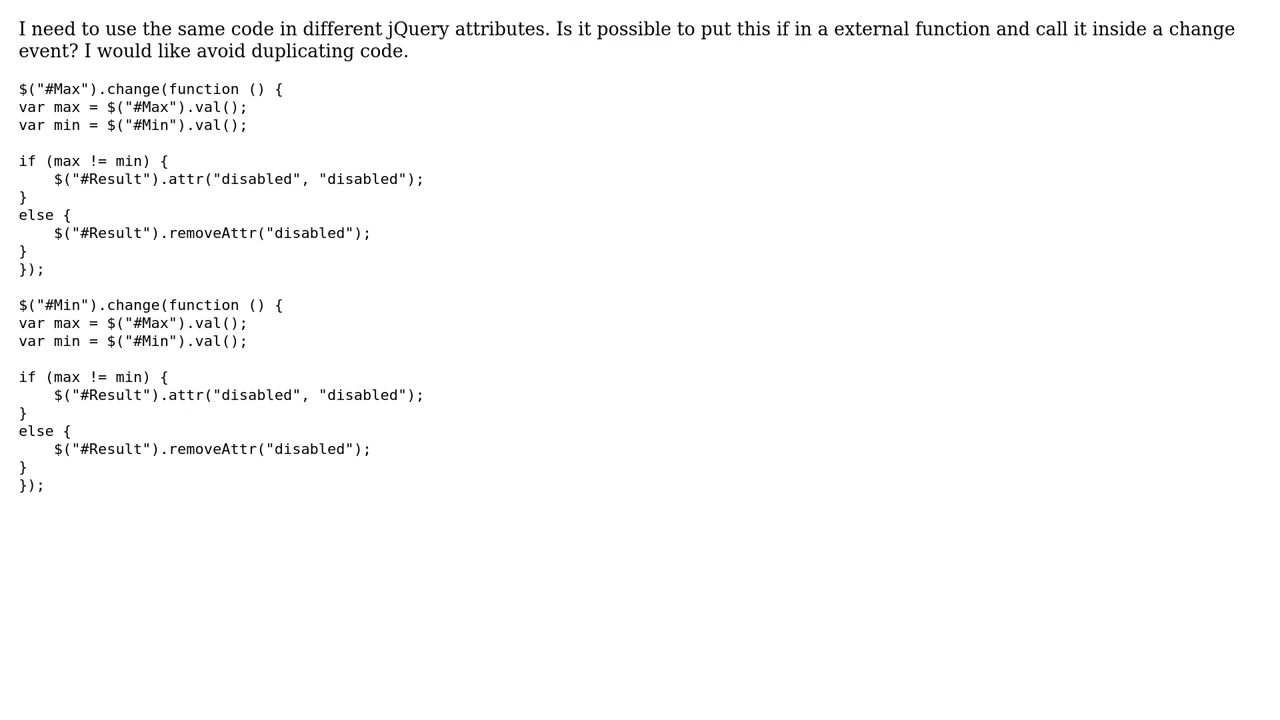 I need to use the same code in different jQuery attributes. Is it possible to put this if in a external function and call it inside a change
event? I would like avoid duplicating code.

$("#Max").change(function () {
var max = $("#Max").val();
var min = $("#Min").val();

if (max != min) {
    $("#Result").attr("disabled", "disabled");
}
else {
    $("#Result").removeAttr("disabled");
}
});

$("#Min").change(function () {
var max = $("#Max").val();
var min = $("#Min").val();

if (max != min) {
    $("#Result").attr("disabled", "disabled");
}
else {
    $("#Result").removeAttr("disabled");
}
});